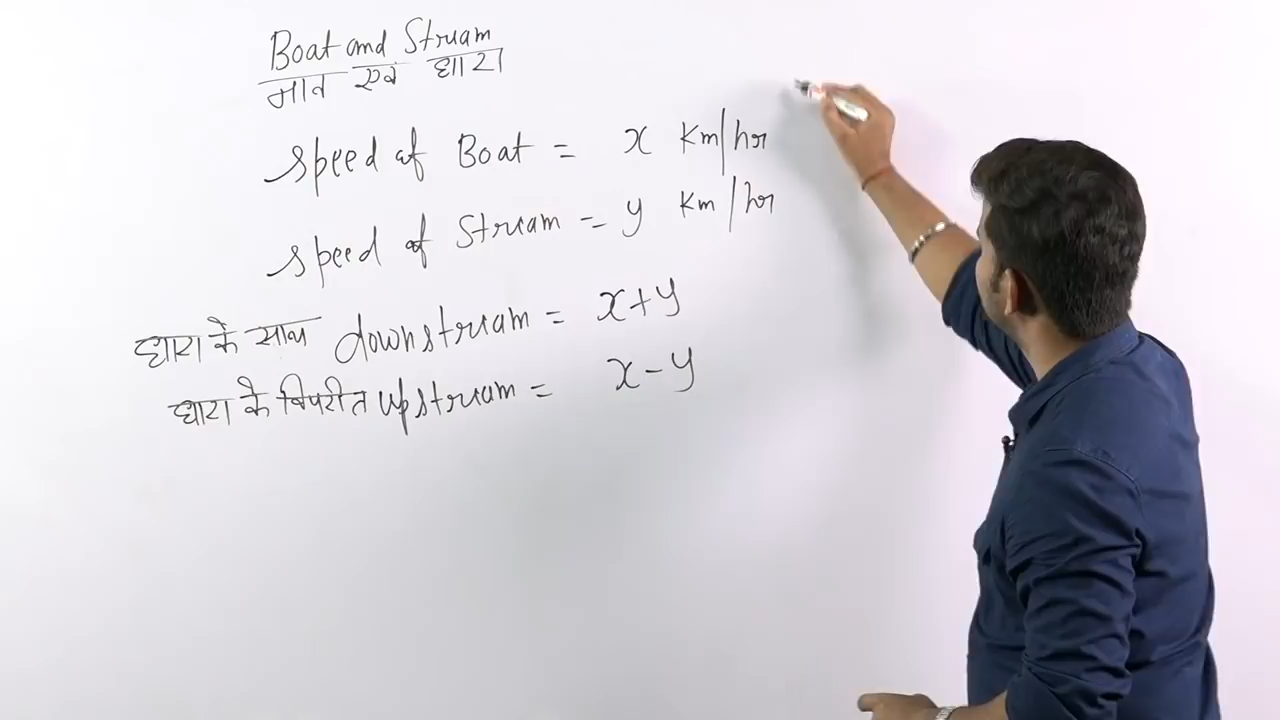 Boat and Stream
नाव एवं धारा
speed of Boat = x Km/hr
speed of Stream = y Km/hr
धारा के साथ downstream = x+y
धारा के विपरीत upstream = x-y